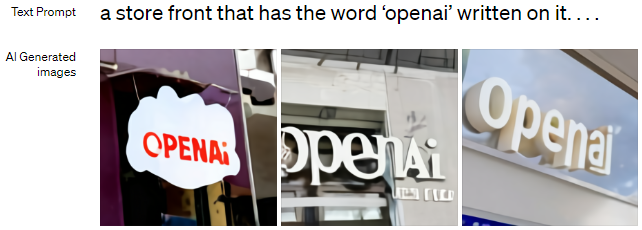 Text Prompt
a store front that has the word ‘openai’ written on it. . . .
AI Generated
images
OPENAi
openAi
Openai